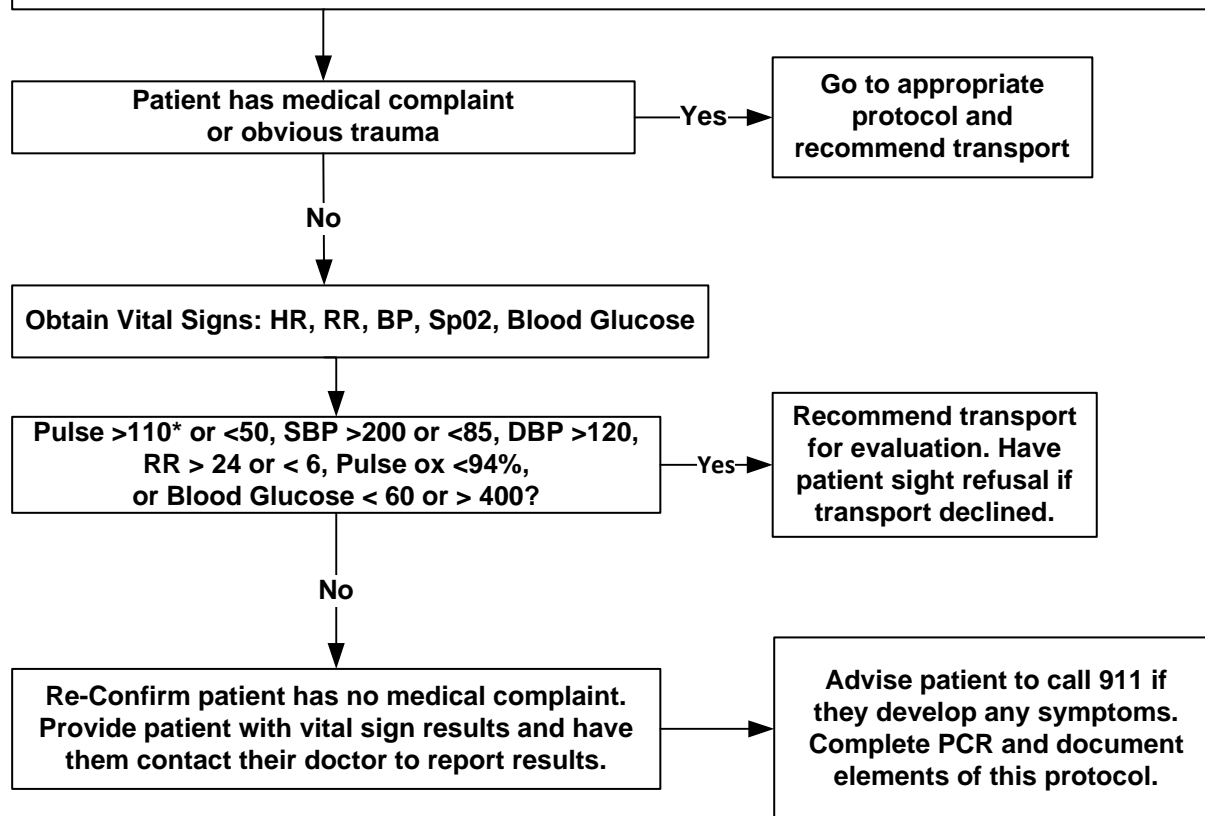 Patient has medical complaint
or obvious trauma
Yes
Go to appropriate
protocol and
recommend transport
No
Obtain Vital Signs: HR, RR, BP, Sp02, Blood Glucose
Pulse >110* or <50, SBP >200 or <85, DBP >120,
RR > 24 or < 6, Pulse ox <94%,
or Blood Glucose < 60 or > 400?
Yes
Recommend transport
for evaluation. Have
patient sight refusal if
transport declined.
No
Re-Confirm patient has no medical complaint.
Provide patient with vital sign results and have
them contact their doctor to report results.
Advise patient to call 911 if
they develop any symptoms.
Complete PCR and document
elements of this protocol.